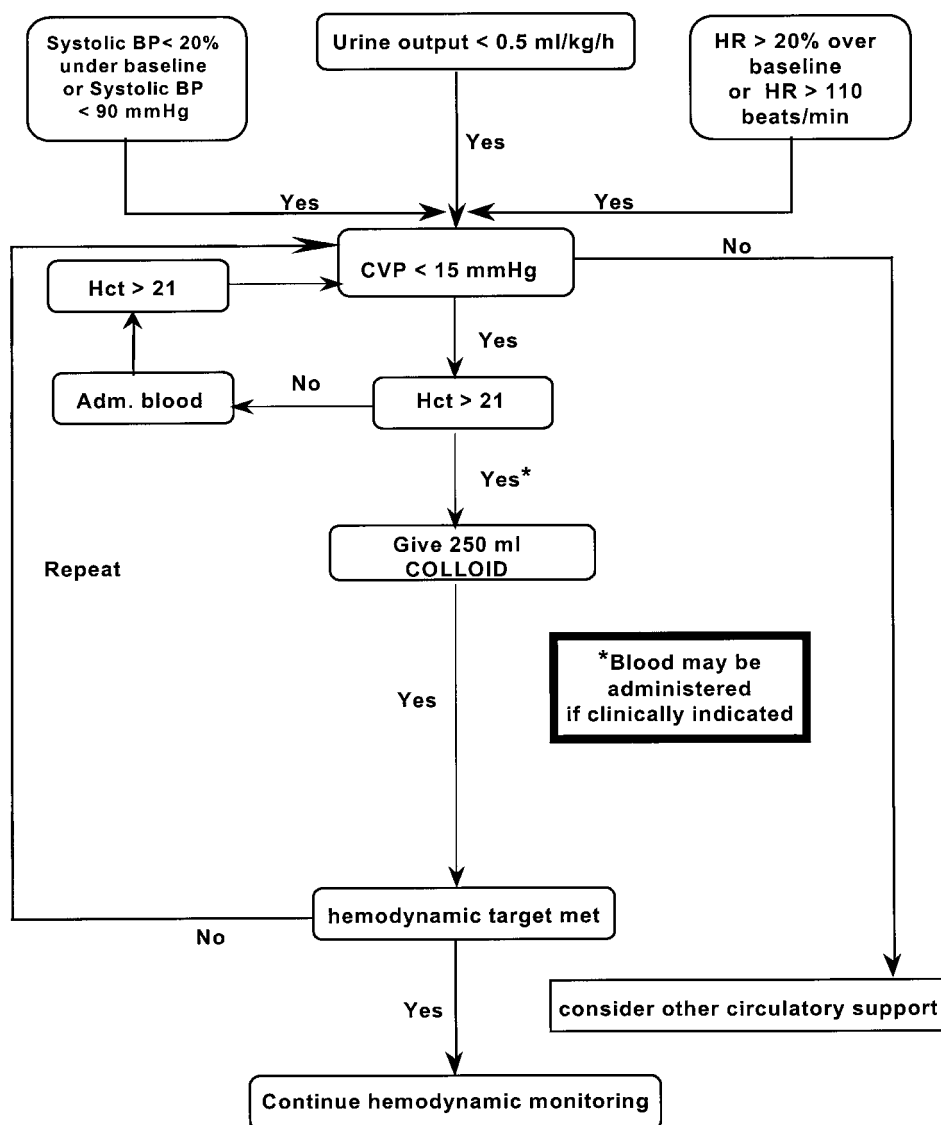 Systolic BP< 20%
under baseline
or Systolic BP
< 90 mmHg
Urine output < 0.5 ml/kg/h
HR > 20% over
baseline
or HR > 110
beats/min
Yes
Yes
Yes
No
CVP < 15 mmHg
Hct > 21
Yes
No
Adm. blood
Hct > 21
Yes*
Give 250 ml
COLLOID
Repeat
*Blood may be
administered
if clinically indicated
Yes
hemodynamic target met
No
Yes
consider other circulatory support
Continue hemodynamic monitoring